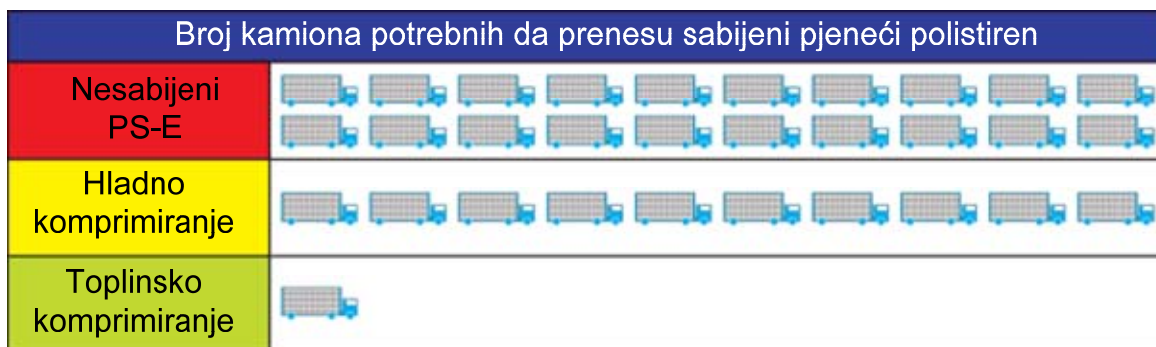 Broj kamiona potrebnih da prenesu sabijeni pjeneći polistiren
Nesabijeni
PS-E
Hladno
komprimiranje
Toplinsko
komprimiranje